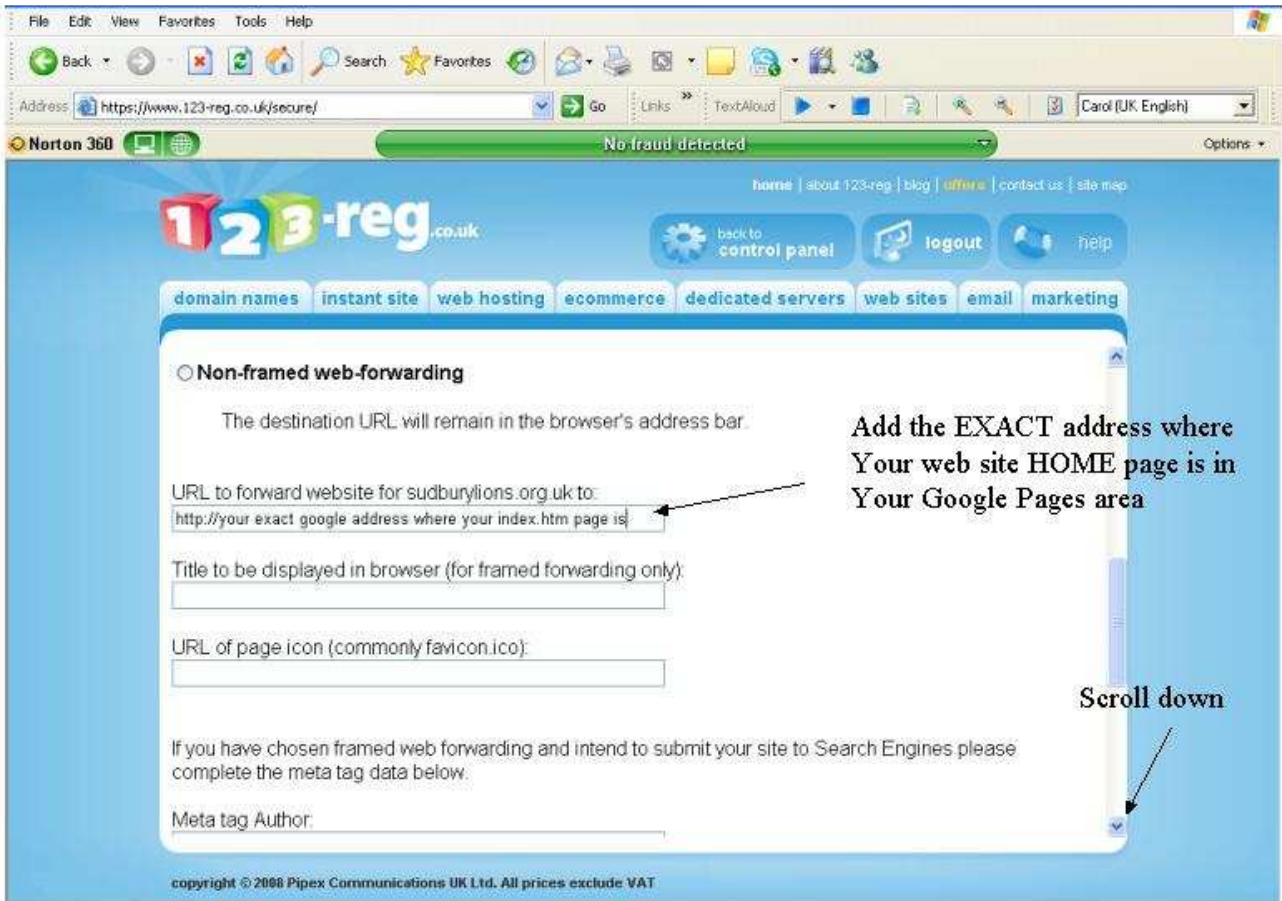 File Edit View Favorites Tools Help
Back Search Favorites
Address https://www.123-reg.co.uk/secure/ Go Links » TextAloud Carol (UK English)
Norton 360 No fraud detected Options
home | about 123-reg | blog | offers | contact us | site map
123-reg.co.uk
back to
control panel logout help
domain names instant site web hosting ecommerce dedicated servers web sites email marketing
Non-framed web-forwarding
The destination URL will remain in the browser's address bar.
Add the EXACT address where
Your web site HOME page is in
Your Google Pages area
URL to forward website for sudburylions.org.uk to:
http://your exact google address where your index.htm page is
Title to be displayed in browser (for framed forwarding only):
URL of page icon (commonly favicon.ico):
Scroll down
If you have chosen framed web forwarding and intend to submit your site to Search Engines please
complete the meta tag data below.
Meta tag Author:
copyright © 2008 Pipex Communications UK Ltd. All prices exclude VAT